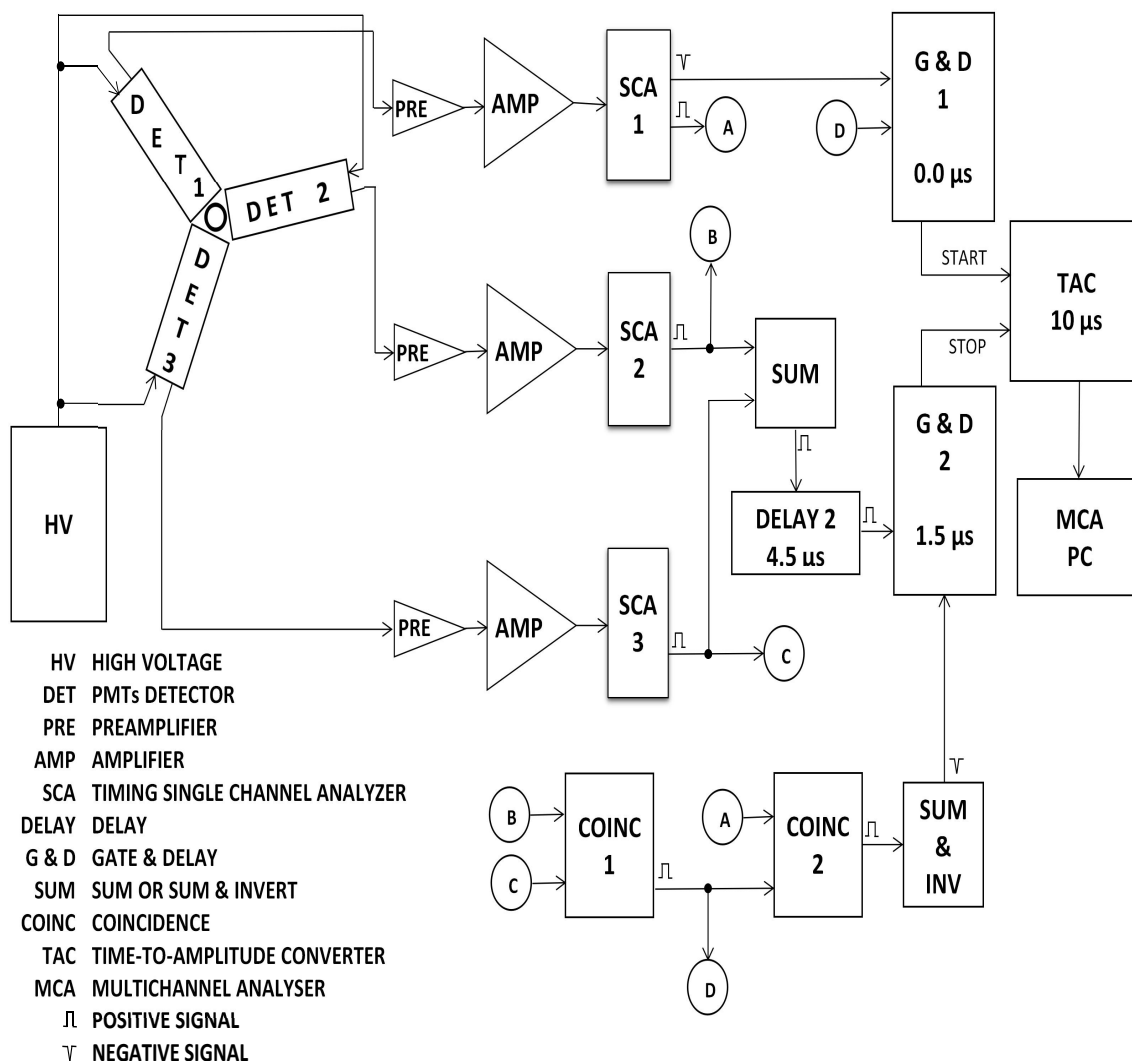 D
E
T
1
DET 2
D
E
T
3
HV
PRE
AMP
SCA
1
A
D
G & D
1
0.0 µs
START
TAC
10 µs
STOP
B
PRE
AMP
SCA
2
SUM
G & D
2
1.5 µs
DELAY 2
4.5 µs
MCA
PC
PRE
AMP
SCA
3
C
HV HIGH VOLTAGE
DET PMTs DETECTOR
PRE PREAMPLIFIER
AMP AMPLIFIER
SCA TIMING SINGLE CHANNEL ANALYZER
DELAY DELAY
G & D GATE & DELAY
SUM SUM OR SUM & INVERT
COINC COINCIDENCE
TAC TIME-TO-AMPLITUDE CONVERTER
MCA MULTICHANNEL ANALYSER
POSITIVE SIGNAL
NEGATIVE SIGNAL
B
C
COINC
1
A
D
COINC
2
SUM
&
INV